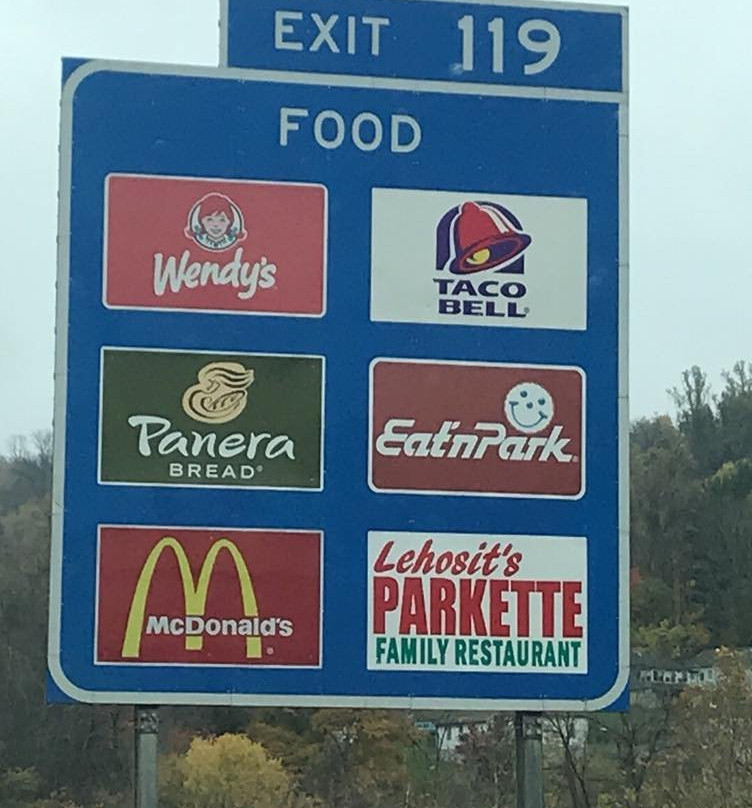 EXIT 119
FOOD
Wendy's
TACO
BELL
Panera
BREAD®
Eat'nPark
McDonald's
Lehosit's
PARKETTE
FAMILY RESTAURANT